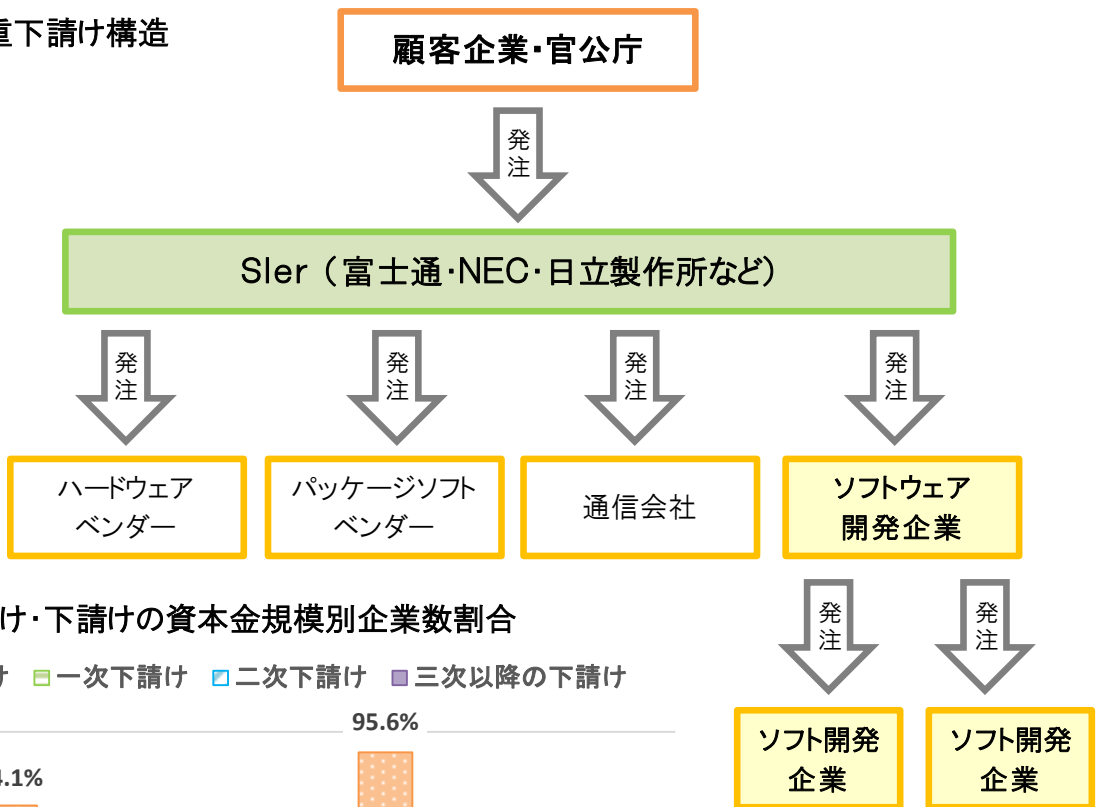 重下請け構造
顧客企業・官公庁
発注
SIer（富士通・NEC・日立製作所など）
発注
発注
発注
発注
ハードウェア
ベンダー
パッケージソフト
ベンダー
通信会社
ソフトウェア
開発企業
発注
発注
ソフト開発
企業
ソフト開発
企業
け・下請けの資本金規模別企業数割合
け 一次下請け 二次下請け 三次以降の下請け
95.6%
4.1%